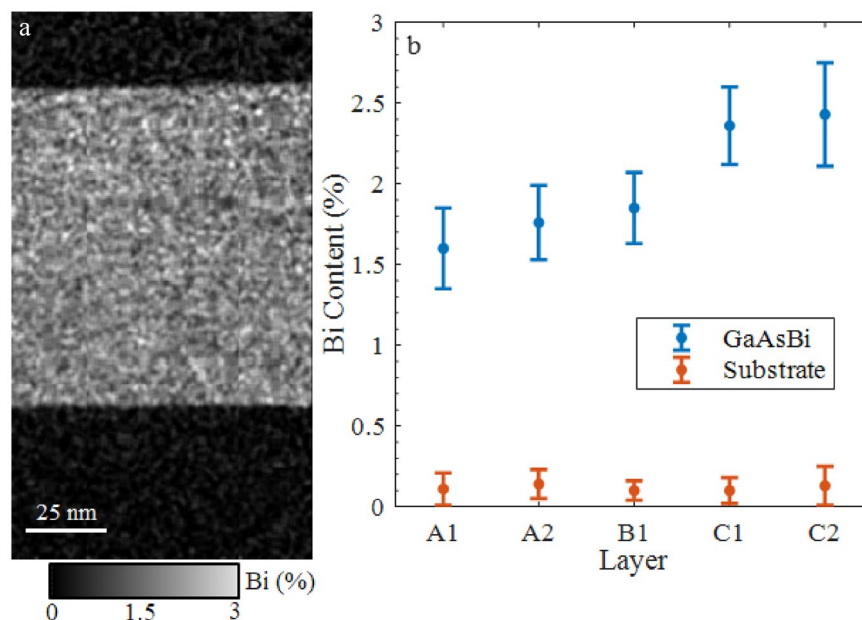 a
25 nm
Bi (%)
0 1.5 3
b
3
2.5
2
1.5
1
0.5
0
Bi Content (%)
GaAsBi
Substrate
A1 A2 B1 C1 C2
Layer